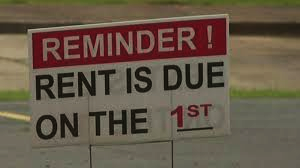 REMINDER!
RENT IS DUE
ON THE 1ST